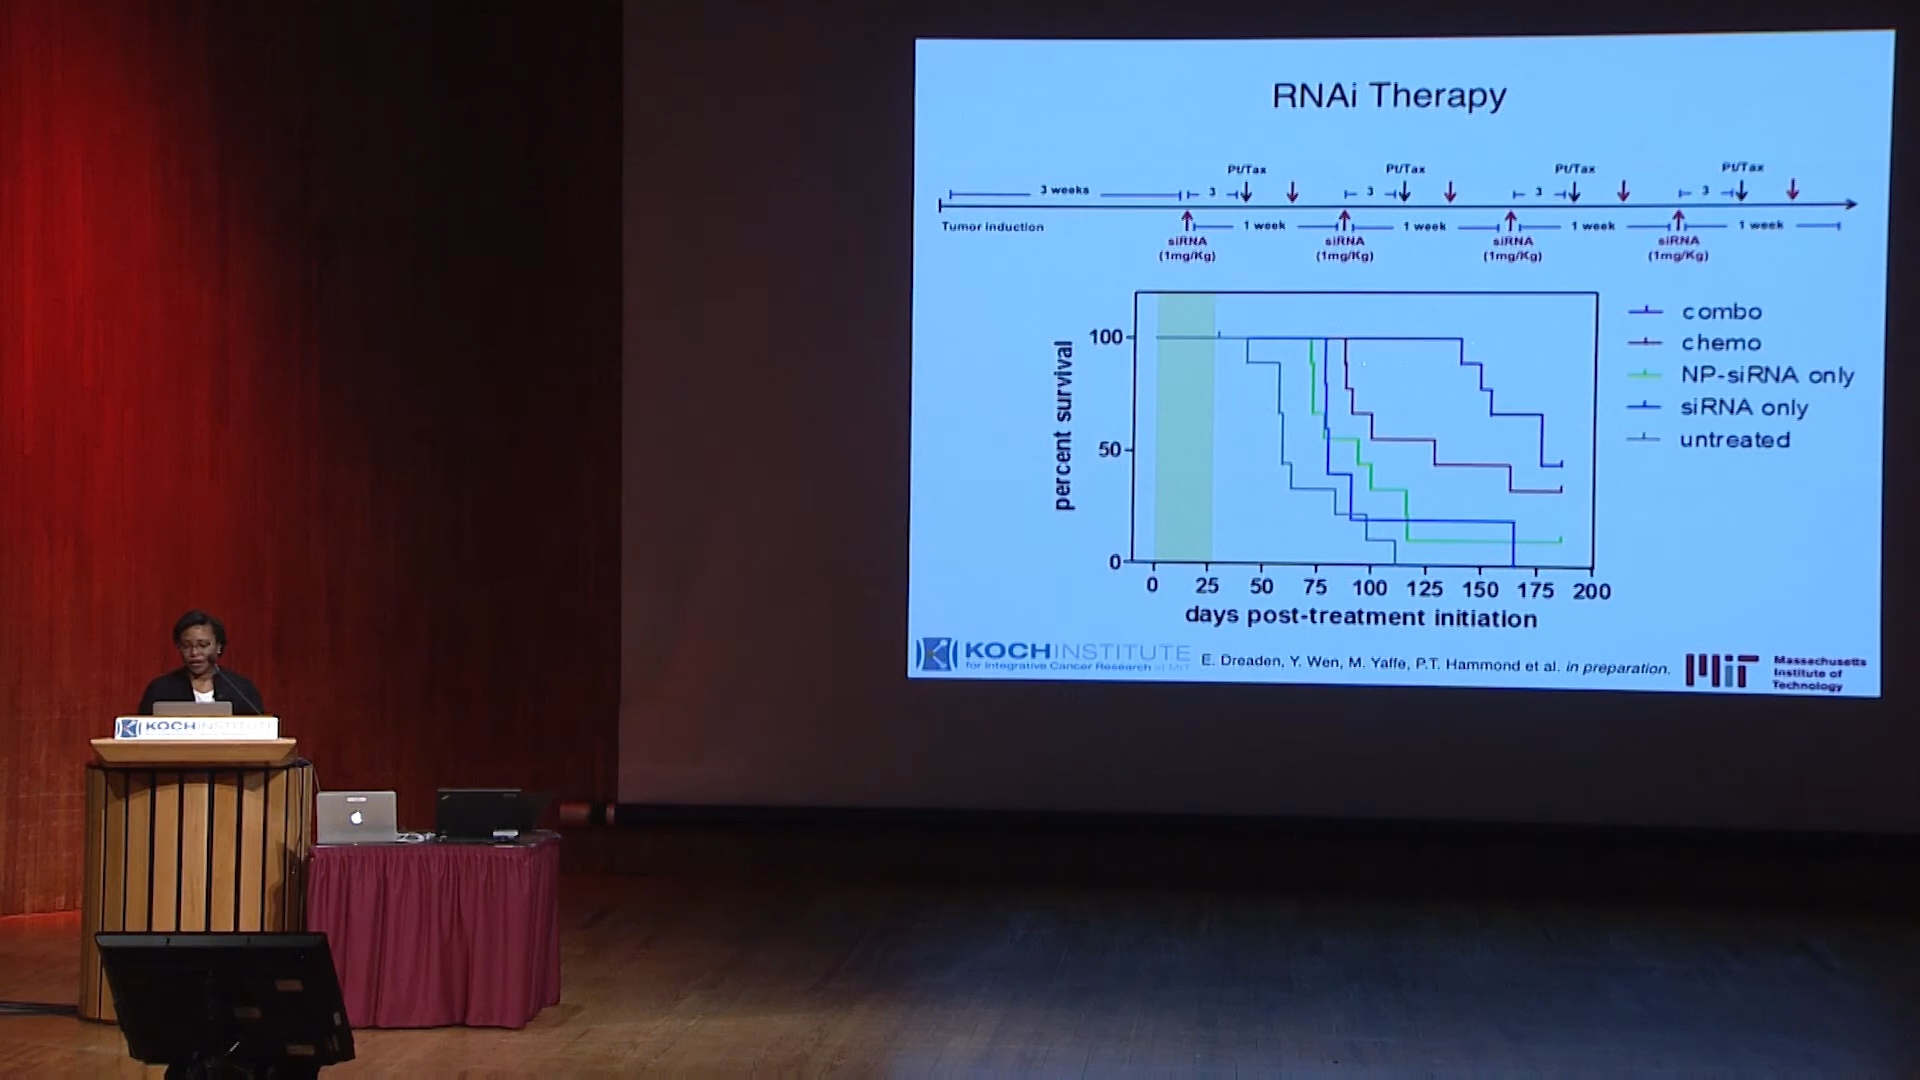 RNAi Therapy
Pt/Tax Pt/Tax Pt/Tax Pt/Tax
3 weeks 3 3 3 3
Tumor induction 1 week 1 week 1 week 1 week
siRNA siRNA siRNA siRNA
(1mg/Kg) (1mg/Kg) (1mg/Kg) (1mg/Kg)
percent survival
100
50
0
0 25 50 75 100 125 150 175 200
days post-treatment initiation
combo
chemo
NP-siRNA only
siRNA only
untreated
KOCH INSTITUTE
for Integrative Cancer Research at MIT
E. Dreaden, Y. Wen, M. Yaffe, P.T. Hammond et al. in preparation.
Massachusetts
Institute of
Technology
KOCH INSTITUTE